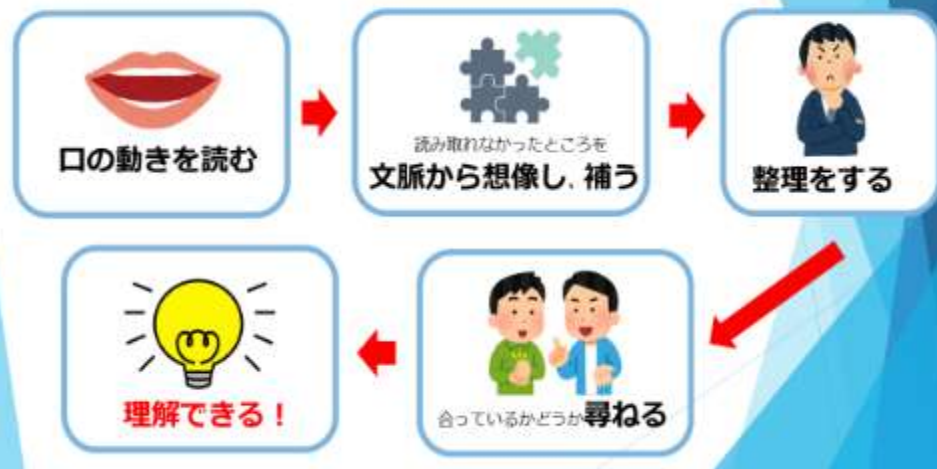 口の動きを読む
読み取れなかったところを
文脈から想像し、補う
整理をする
合っているかどうか尋ねる
理解できる！